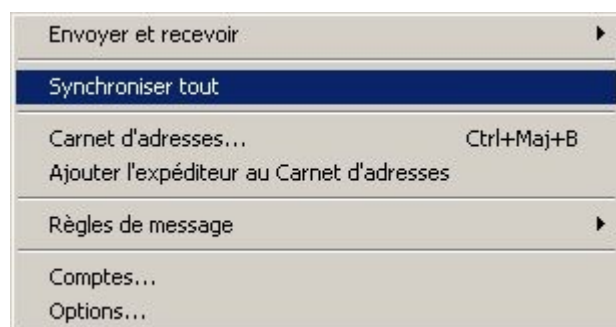 Envoyer et recevoir
Synchroniser tout
Carnet d'adresses... Ctrl+Maj+B
Ajouter l'expéditeur au Carnet d'adresses
Règles de message
Comptes...
Options...